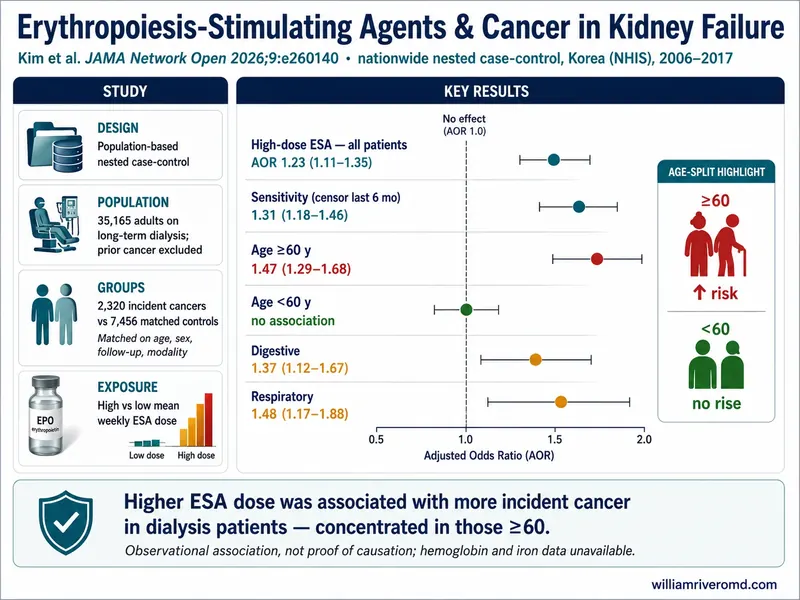 Erythropoiesis-Stimulating Agents & Cancer in Kidney Failure
Kim et al. JAMA Network Open 2026;9:e260140 • nationwide nested case-control, Korea (NHIS), 2006–2017
STUDY
DESIGN
Population-based
nested case-control
POPULATION
35,165 adults on
long-term dialysis;
prior cancer excluded
GROUPS
2,320 incident cancers
vs 7,456 matched controls
Matched on age, sex,
follow-up, modality
EXPOSURE
High vs low mean
weekly ESA dose
EPO
erythropoietin
Low dose
High dose
KEY RESULTS
No effect
(AOR 1.0)
High-dose ESA — all patients
AOR 1.23 (1.11–1.35)
Sensitivity (censor last 6 mo)
1.31 (1.18–1.46)
Age ≥60 y
1.47 (1.29–1.68)
Age <60 y
no association
Digestive
1.37 (1.12–1.67)
Respiratory
1.48 (1.17–1.88)
0.5
1.0
1.5
2.0
Adjusted Odds Ratio (AOR)
AGE-SPLIT HIGHLIGHT
≥60
↑ risk
<60
no rise
Higher ESA dose was associated with more incident cancer
in dialysis patients — concentrated in those ≥60.
Observational association, not proof of causation; hemoglobin and iron data unavailable.
williamriveromd.com